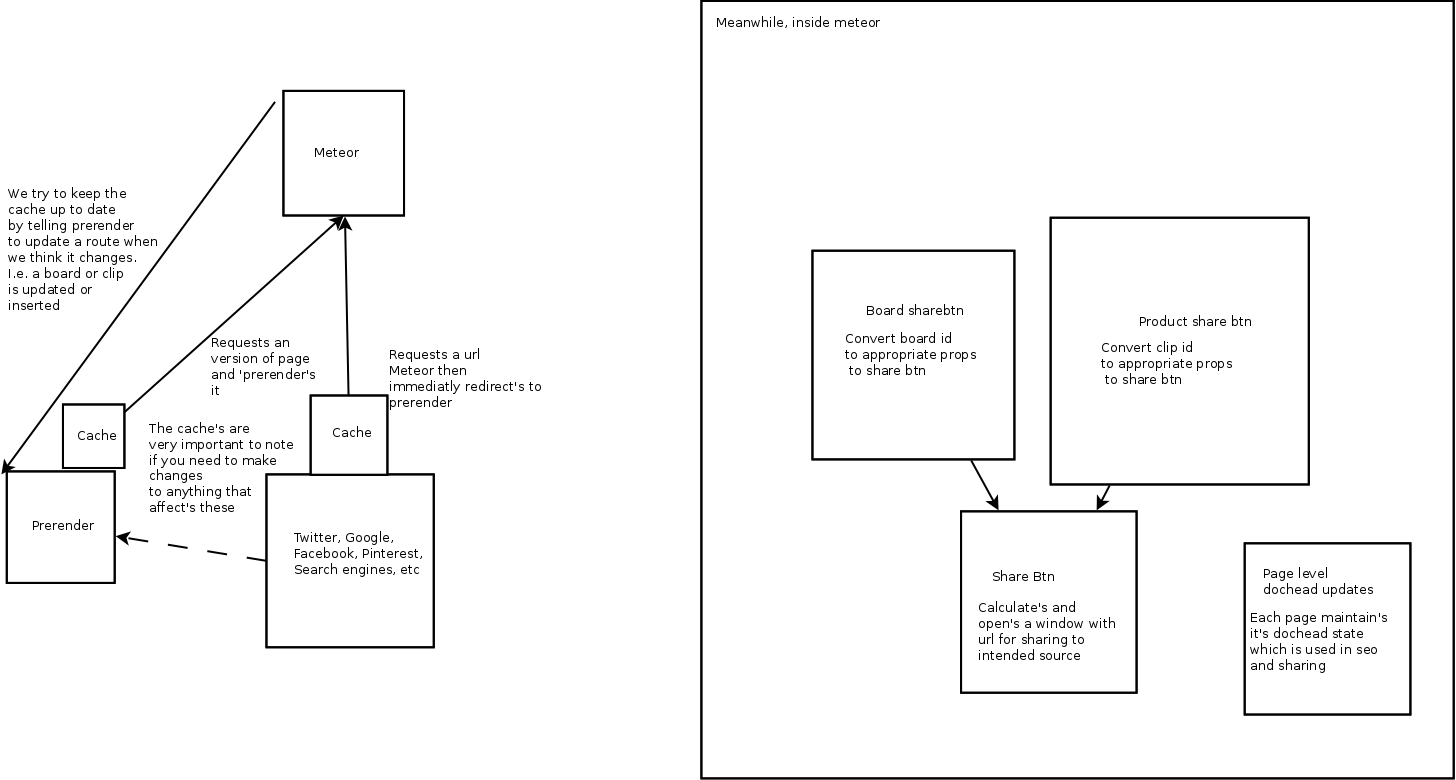 Meanwhile, inside meteor
Meteor
We try to keep the
cache up to date
by telling prerender
to update a route when
we think it changes.
I.e. a board or clip
is updated or
inserted
Requests an
version of page
and 'prerender's
it
Requests a url
Meteor then
immediatly redirect's to
prerender
Cache
Cache
The cache's are
very important to note
if you need to make
changes
to anything that
affect's these
Prerender
Twitter, Google,
Facebook, Pinterest,
Search engines, etc
Board sharebtn
Convert board id
to appropriate props
to share btn
Product share btn
Convert clip id
to appropriate props
to share btn
Share Btn
Calculate's and
open's a window with
url for sharing to
intended source
Page level
dochead updates
Each page maintain's
it's dochead state
which is used in seo
and sharing